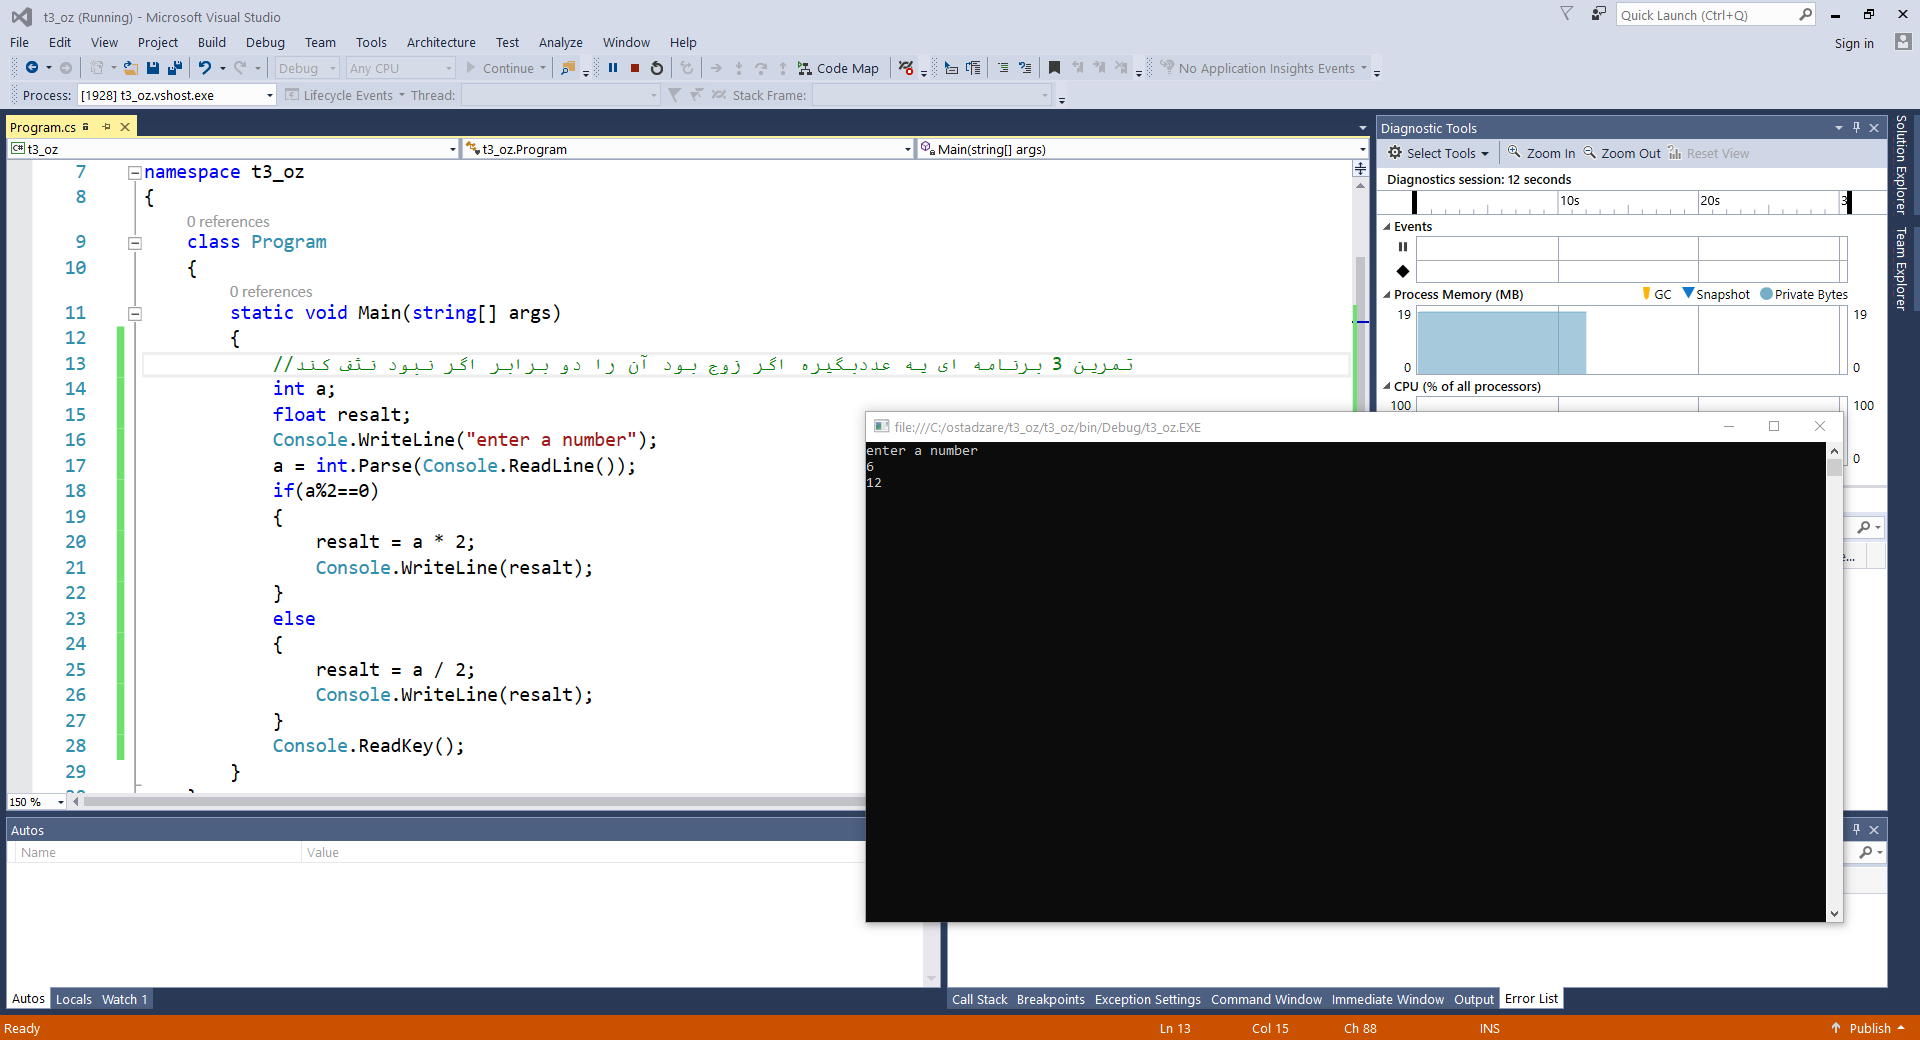 t3_oz (Running) - Microsoft Visual Studio
Quick Launch (Ctrl+Q)
File Edit View Project Build Debug Team Tools Architecture Test Analyze Window Help
Sign in
Debug Any CPU Continue Code Map No Application Insights Events
Process: [1928] t3_oz.vshost.exe Lifecycle Events Thread: Stack Frame:
Program.cs
C# t3_oz t3_oz.Program Main(string[] args)
7 namespace t3_oz
8 {
0 references
9 class Program
10 {
0 references
11 static void Main(string[] args)
12 {
13 //تمرین 3 برنامه ای یه عددبگیره اگر زوج بود آن را دو برابر اگر نبود نثف کند
14 int a;
15 float resalt;
16 Console.WriteLine("enter a number");
17 a = int.Parse(Console.ReadLine());
18 if(a%2==0)
19 {
20 resalt = a * 2;
21 Console.WriteLine(resalt);
22 }
23 else
24 {
25 resalt = a / 2;
26 Console.WriteLine(resalt);
27 }
28 Console.ReadKey();
29 }
150 %
Diagnostic Tools
Select Tools Zoom In Zoom Out Reset View
Diagnostics session: 12 seconds
10s 20s 3
Events
Process Memory (MB) GC Snapshot Private Bytes
19 19
0 0
CPU (% of all processors)
100 100
0
e...
Solution Explorer
Team Explorer
file:///C:/ostadzare/t3_oz/t3_oz/bin/Debug/t3_oz.EXE
enter a number
6
12
Autos
Name Value
Autos Locals Watch 1
Call Stack Breakpoints Exception Settings Command Window Immediate Window Output Error List
Ready Ln 13 Col 15 Ch 88 INS Publish